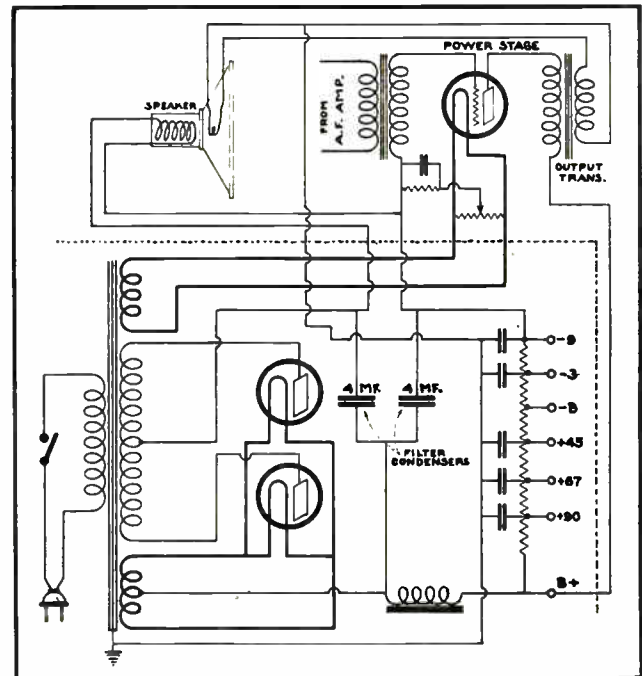 POWER STAGE
SPEAKER
FROM
A.F. AMP.
OUTPUT
TRANS.
4 MF.
4 MF.
FILTER
CONDENSERS
-9
-3
-B
+45
+67
+90
B+